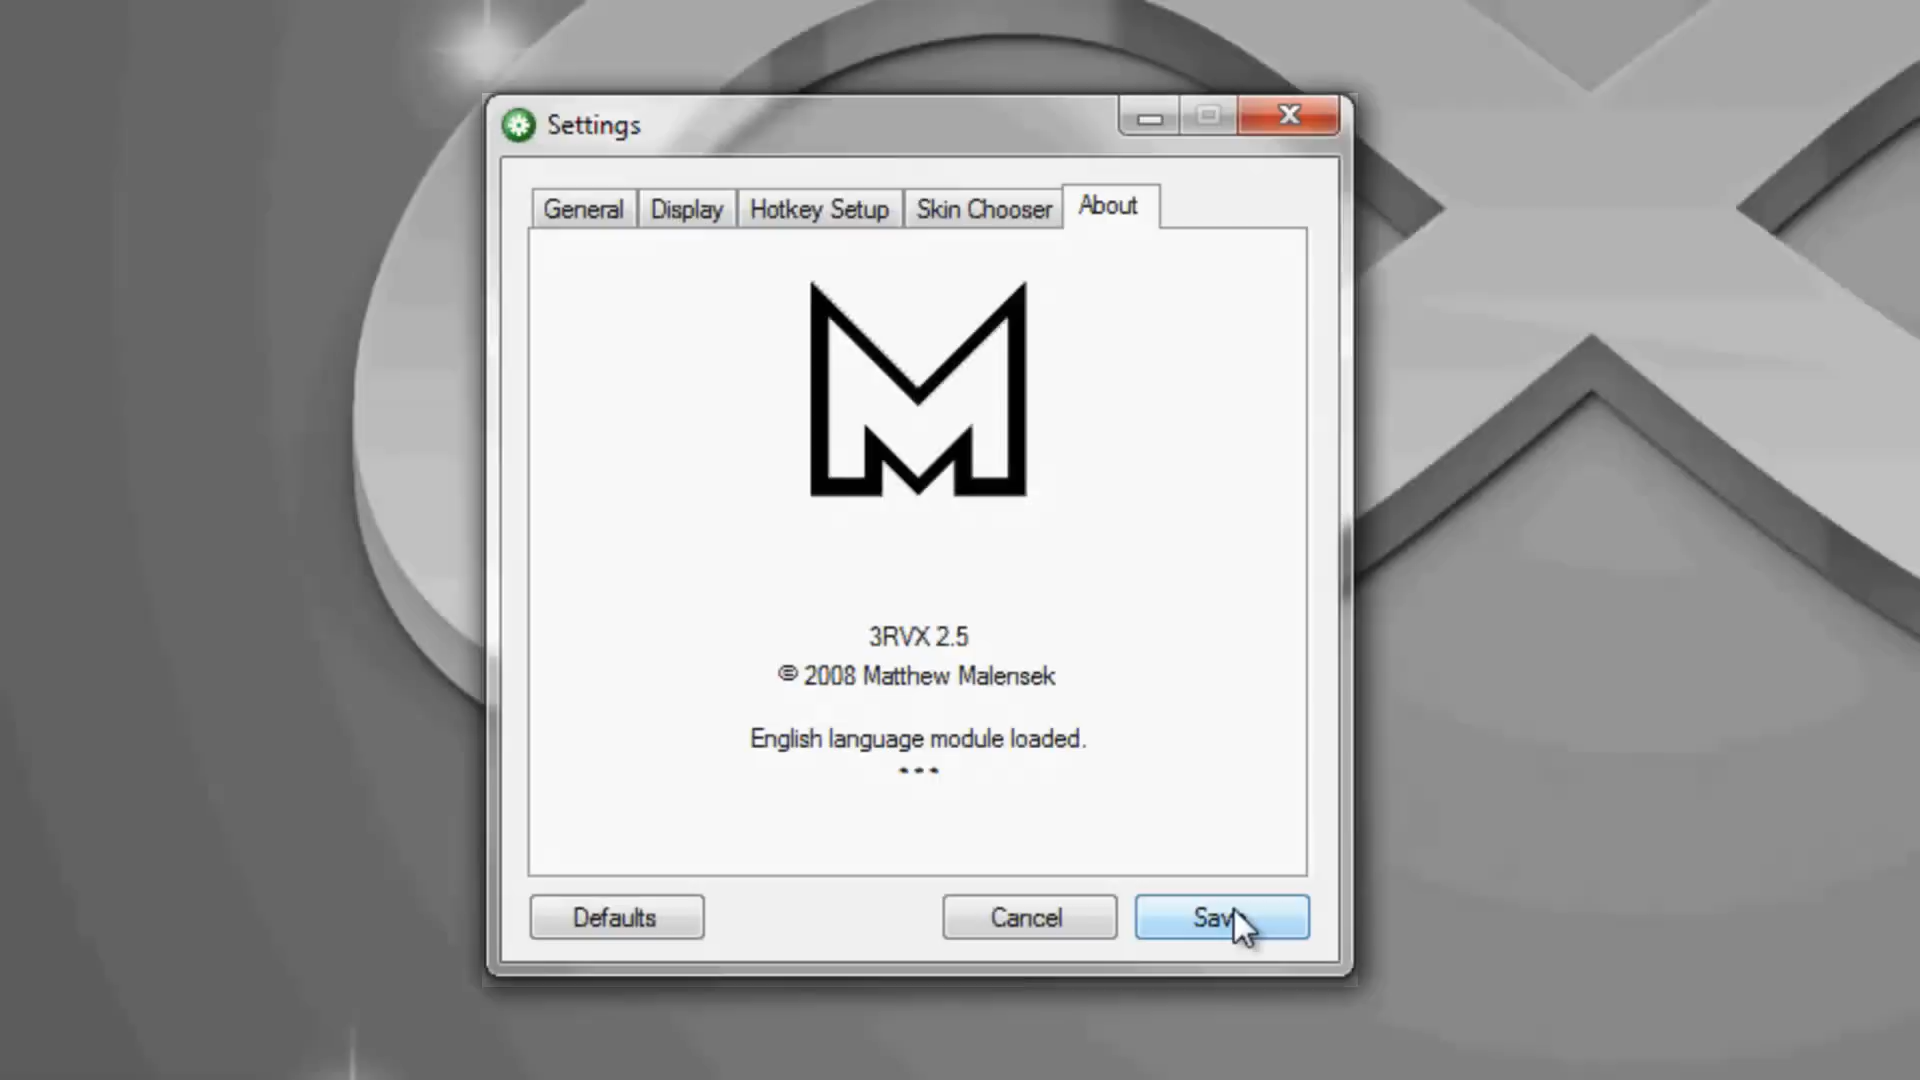 Settings
General
Display
Hotkey Setup
Skin Chooser
About
M
3RVX 2.5
© 2008 Matthew Malensek
English language module loaded.
• • •
Defaults
Cancel
Sav